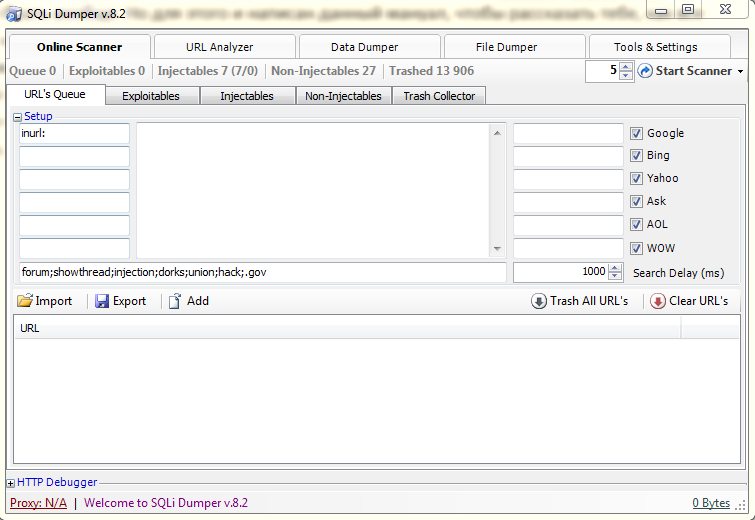 Но для этого и написан данный мануал, чтобы рассказать тебе,
SQLi Dumper v.8.2
Online Scanner URL Analyzer Data Dumper File Dumper Tools & Settings
Queue 0 Exploitables 0 Injectables 7 (7/0) Non-Injectables 27 Trashed 13 906 5 Start Scanner
URL's Queue Exploitables Injectables Non-Injectables Trash Collector
Setup
inurl: Google
Bing
Yahoo
Ask
AOL
WOW
forum;showthread;injection;dorks;union;hack;.gov 1000 Search Delay (ms)
Import Export Add Trash All URL's Clear URL's
URL
HTTP Debugger
Proxy: N/A | Welcome to SQLi Dumper v.8.2 0 Bytes